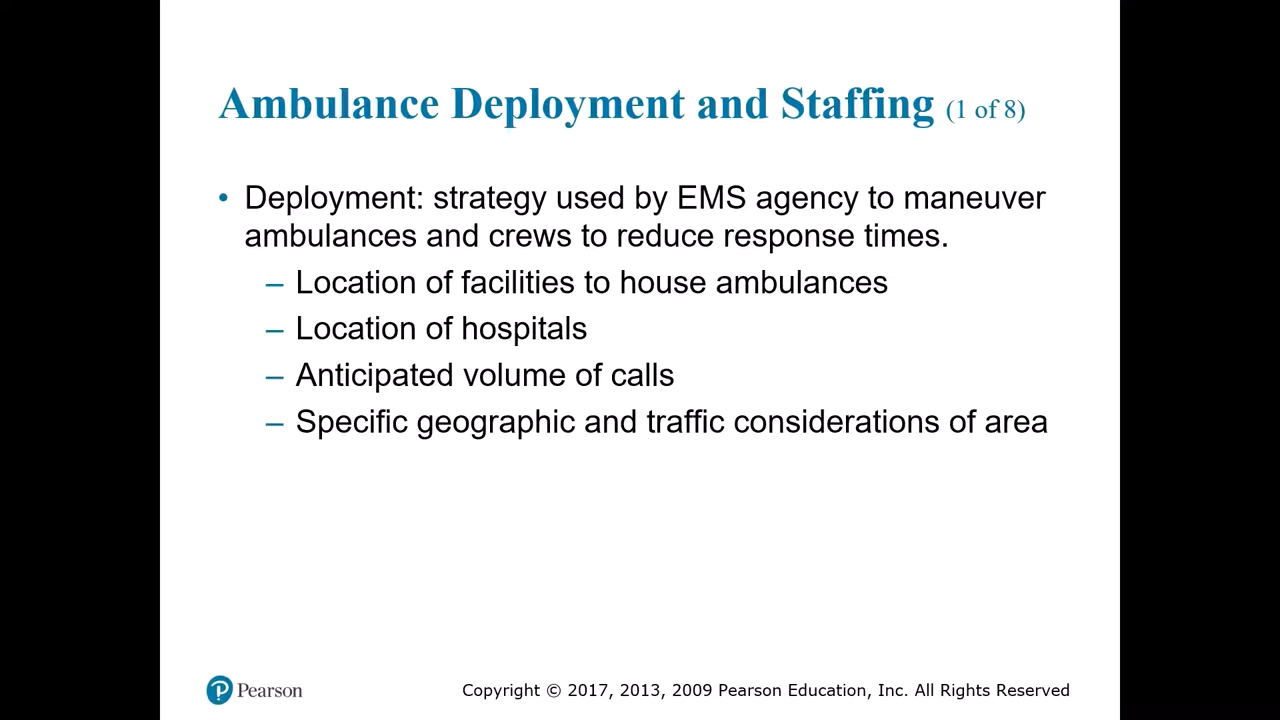 Ambulance Deployment and Staffing (1 of 8)
• Deployment: strategy used by EMS agency to maneuver
ambulances and crews to reduce response times.
– Location of facilities to house ambulances
– Location of hospitals
– Anticipated volume of calls
– Specific geographic and traffic considerations of area
P Pearson
Copyright © 2017, 2013, 2009 Pearson Education, Inc. All Rights Reserved